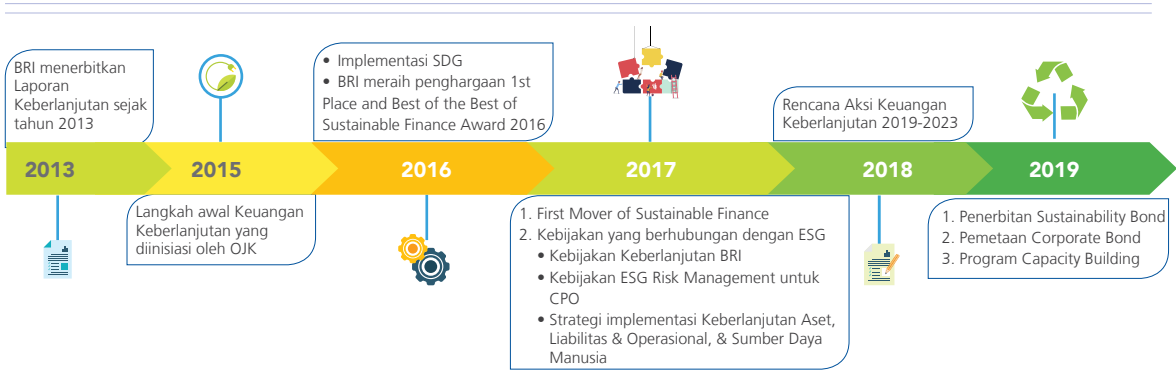 BRI menerbitkan
Laporan
Keberlanjutan sejak
tahun 2013
• Implementasi SDG
• BRI meraih penghargaan 1st
Place and Best of the Best of
Sustainable Finance Award 2016
Rencana Aksi Keuangan
Keberlanjutan 2019-2023
2013
2015
2016
2017
2018
2019
Langkah awal Keuangan
Keberlanjutan yang
diinisiasi oleh OJK
1. First Mover of Sustainable Finance
2. Kebijakan yang berhubungan dengan ESG
• Kebijakan Keberlanjutan BRI
• Kebijakan ESG Risk Management untuk
CPO
• Strategi implementasi Keberlanjutan Aset,
Liabilitas & Operasional, & Sumber Daya
Manusia
1. Penerbitan Sustainability Bond
2. Pemetaan Corporate Bond
3. Program Capacity Building